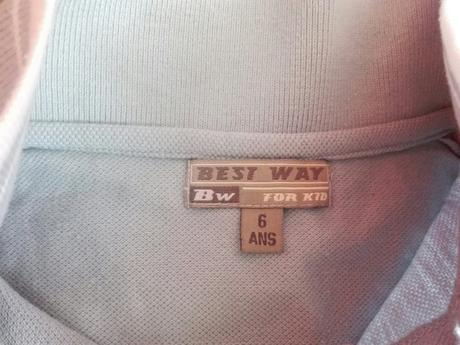 BEST WAY
BW FOR KID
6
ANS